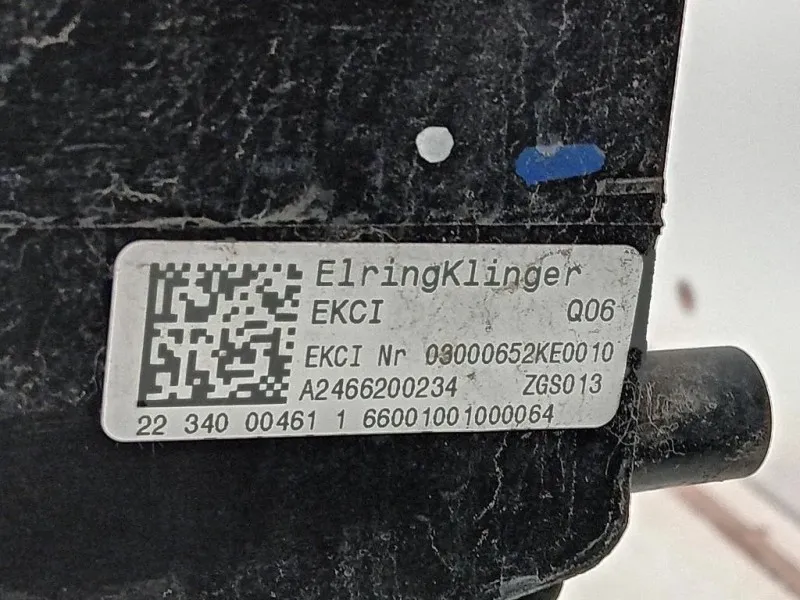 ElringKlinger
EKCI Q06
EKCI Nr 03000652KE0010
A2466200234 ZGS013
22 340 00461 1 66001001000064